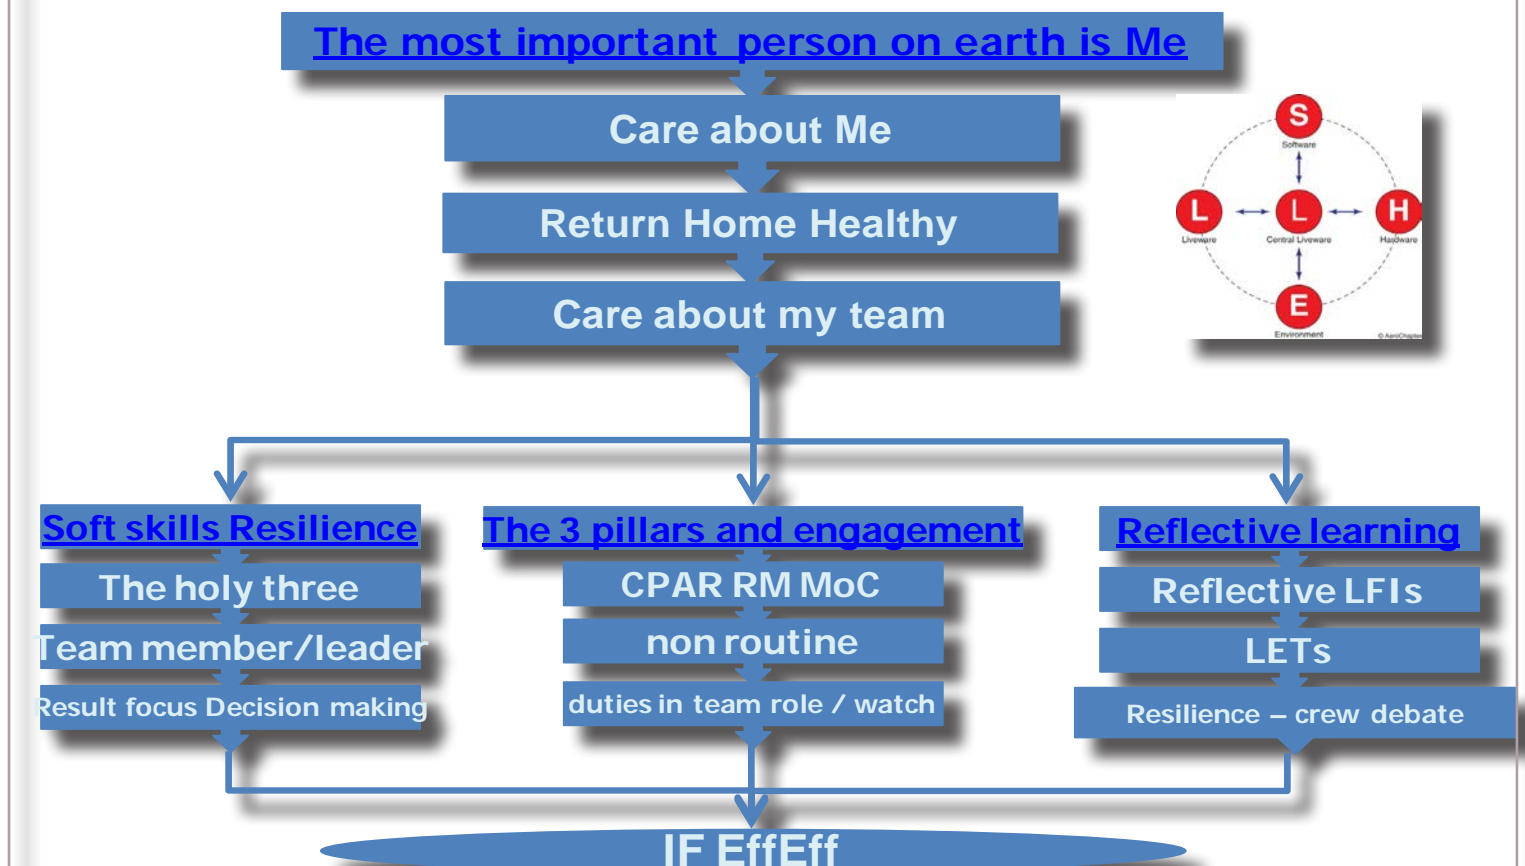 The most important person on earth is Me
Care about Me
Return Home Healthy
Care about my team
S
Software
L
L
H
Liveware
Central Liveware
Hardware
E
Environment
Soft skills Resilience
The holy three
Team member/leader
Result focus Decision making
The 3 pillars and engagement
CPAR RM MoC
non routine
duties in team role / watch
Reflective learning
Reflective LFIs
LETs
Resilience – crew debate
IF EffEff